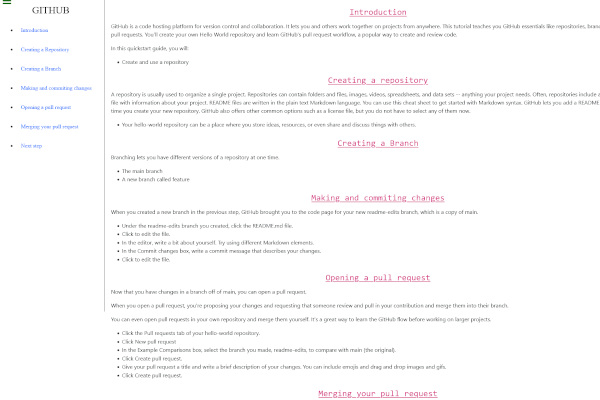 GITHUB
Introduction
Creating a Repository
Creating a Branch
Making and commiting changes
Opening a pull request
Merging your pull request
Next step
Introduction
GitHub is a code hosting platform for version control and collaboration. It lets you and others work together on projects from anywhere. This tutorial teaches you GitHub essentials like repositories,
pull requests. You'll create your own Hello World repository and learn GitHub's pull request workflow, a popular way to create and review code.
In this quickstart guide, you will:
Create and use a repository
Creating a repository
A repository is usually used to organize a single project. Repositories can contain folders and files, images, videos, spreadsheets, and data sets -- anything your project needs. Often, repositories include a
file with information about your project. README files are written in the plain text Markdown language. You can use this cheat sheet to get started with Markdown syntax. GitHub lets you add a README
time you create your new repository. GitHub also offers other common options such as a license file, but you do not have to select any of them now.
Your hello-world repository can be a place where you store ideas, resources, or even share and discuss things with others.
Creating a Branch
Branching lets you have different versions of a repository at one time.
The main branch
A new branch called feature
Making and commiting changes
When you created a new branch in the previous step, GitHub brought you to the code page for your new readme-edits branch, which is a copy of main.
Under the readme-edits branch you created, click the README.md file.
Click to edit the file.
In the editor, write a bit about yourself. Try using different Markdown elements.
In the Commit changes box, write a commit message that describes your changes.
Click to edit the file.
Opening a pull request
Now that you have changes in a branch off of main, you can open a pull request.
When you open a pull request, you're proposing your changes and requesting that someone review and pull in your contribution and merge them into their branch.
You can even open pull requests in your own repository and merge them yourself. It's a great way to learn the GitHub flow before working on larger projects.
Click the Pull requests tab of your hello-world repository.
Click New pull request
In the Example Comparisons box, select the branch you made, readme-edits, to compare with main (the original).
Click Create pull request.
Give your pull request a title and write a brief description of your changes. You can include emojis and drag and drop images and gifs.
Click Create pull request.
Merging your pull request